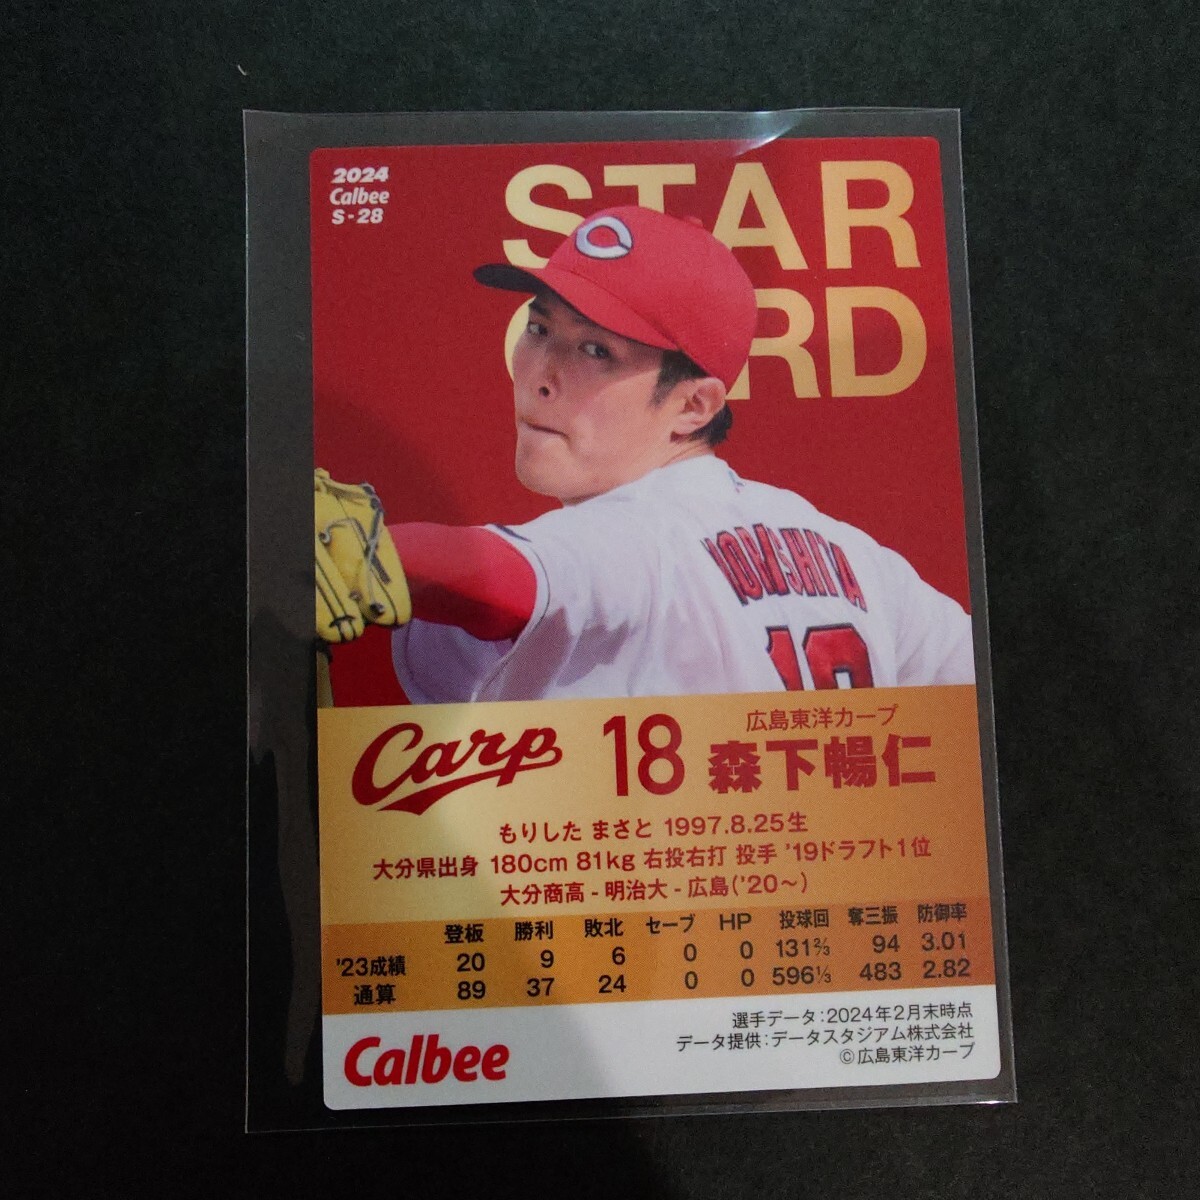 2024
Calbee
S-28
STAR
CARD
MORISHITA
18
Carp
18
広島東洋カープ
森下暢仁
もりした まさと 1997.8.25生
大分県出身 180cm 81kg 右投右打 投手 '19ドラフト1位
大分商高 - 明治大 - 広島('20~)
登板 勝利 敗北 セーブ HP 投球回 奪三振 防御率
'23成績 20 9 6 0 0 131⅔ 94 3.01
通算 89 37 24 0 0 596⅓ 483 2.82
選手データ:2024年2月末時点
データ提供:データスタジアム株式会社
©広島東洋カープ
Calbee